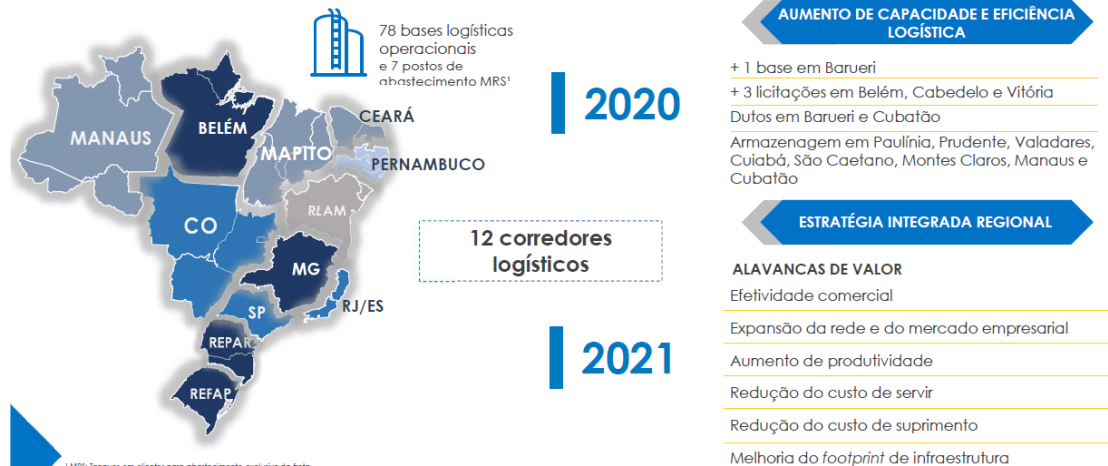 78 bases logísticas
operacionais
e 7 postos de
abastecimento MRS¹
MANAUS
BELÉM
CEARÁ
MAPITO
PERNAMBUCO
CO
RLAM
MG
SP
RJ/ES
REPAR
REFAP
12 corredores
logísticos
2020
2021
AUMENTO DE CAPACIDADE E EFICIÊNCIA
LOGÍSTICA
+ 1 base em Barueri
+ 3 licitações em Belém, Cabedelo e Vitória
Dutos em Barueri e Cubatão
Armazenagem em Paulínia, Prudente, Valadares,
Cuiabá, São Caetano, Montes Claros, Manaus e
Cubatão
ESTRATÉGIA INTEGRADA REGIONAL
ALAVANCAS DE VALOR
Efetividade comercial
Expansão da rede e do mercado empresarial
Aumento de produtividade
Redução do custo de servir
Redução do custo de suprimento
Melhoria do footprint de infraestrutura